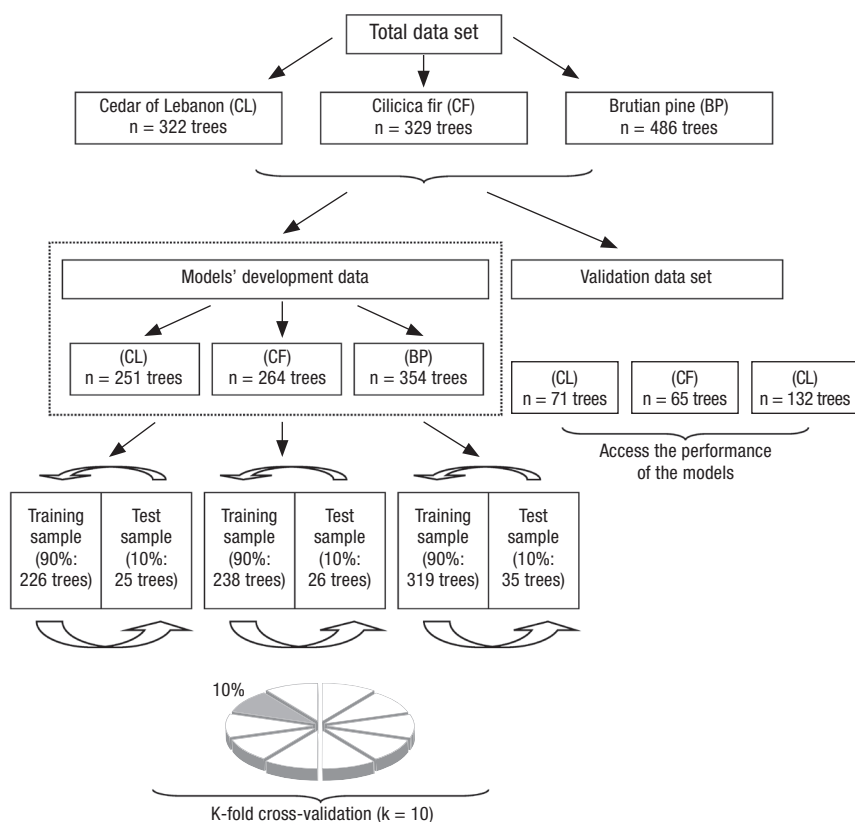 Total data set
Cedar of Lebanon (CL)
n = 322 trees
Cilicica fir (CF)
n = 329 trees
Brutian pine (BP)
n = 486 trees
Models' development data
Validation data set
(CL)
n = 251 trees
(CF)
n = 264 trees
(BP)
n = 354 trees
(CL)
n = 71 trees
(CF)
n = 65 trees
(CL)
n = 132 trees
Access the performance
of the models
Training
sample
(90%:
226 trees)
Test
sample
(10%:
25 trees)
Training
sample
(90%:
238 trees)
Test
sample
(10%:
26 trees)
Training
sample
(90%:
319 trees)
Test
sample
(10%:
35 trees)
10%
K-fold cross-validation (k = 10)